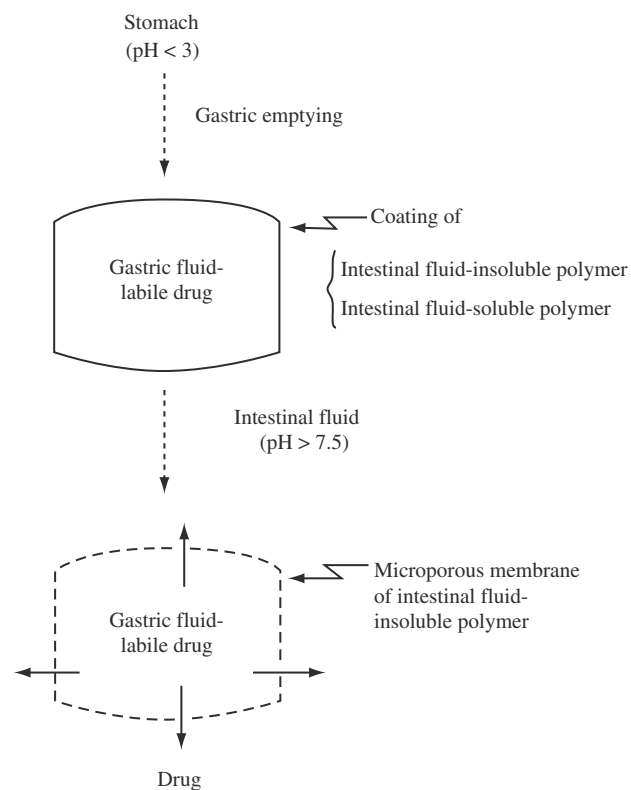 Stomach
(pH < 3)
Gastric emptying
Coating of
Gastric fluid-
labile drug
Intestinal fluid-insoluble polymer
Intestinal fluid-soluble polymer
Intestinal fluid
(pH > 7.5)
Microporous membrane
of intestinal fluid-
insoluble polymer
Gastric fluid-
labile drug
Drug